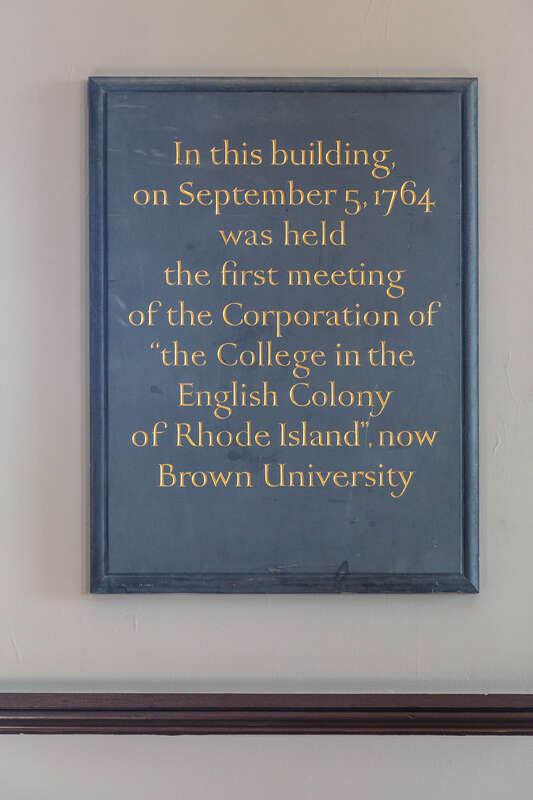 In this building,
on September 5, 1764
was held
the first meeting
of the Corporation of
“the College in the
English Colony
of Rhode Island”, now
Brown University